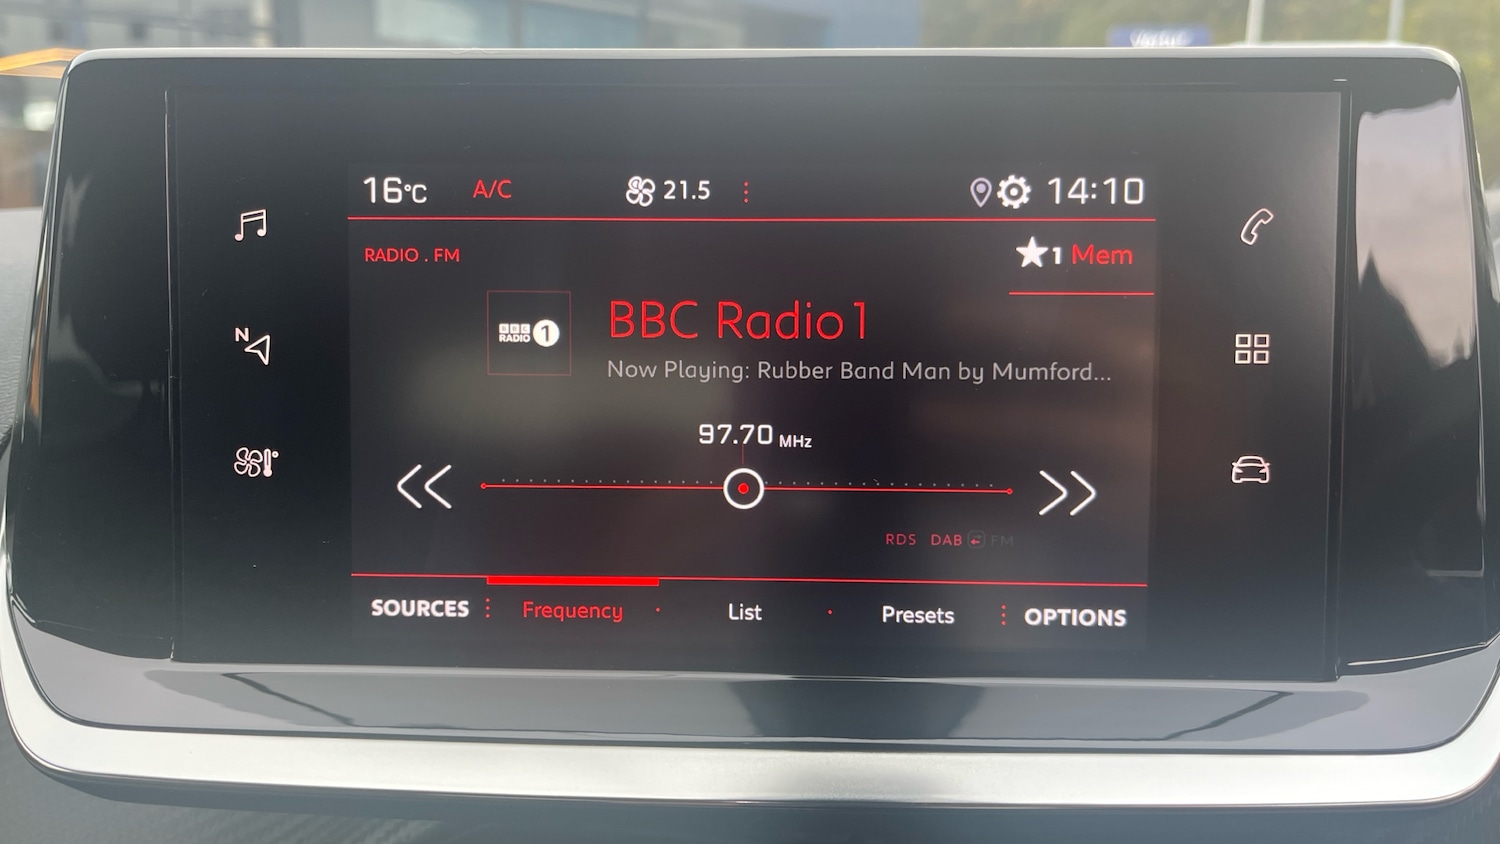 16°C A/C 21.5 14:10
RADIO . FM
1 Mem
BBC RADIO 1
BBC Radio 1
Now Playing: Rubber Band Man by Mumford...
97.70 MHz
N
RDS DAB FM
SOURCES Frequency List Presets OPTIONS